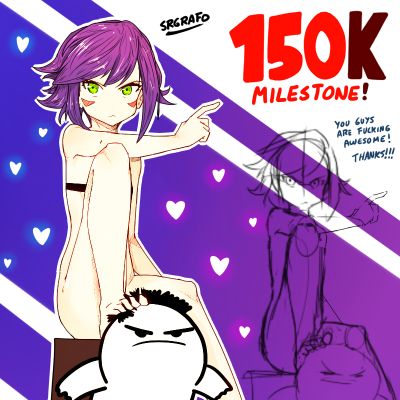 SRGRAFO
150K
MILESTONE!
YOU GUYS
ARE FUCKING
AWESOME!
THANKS!!!